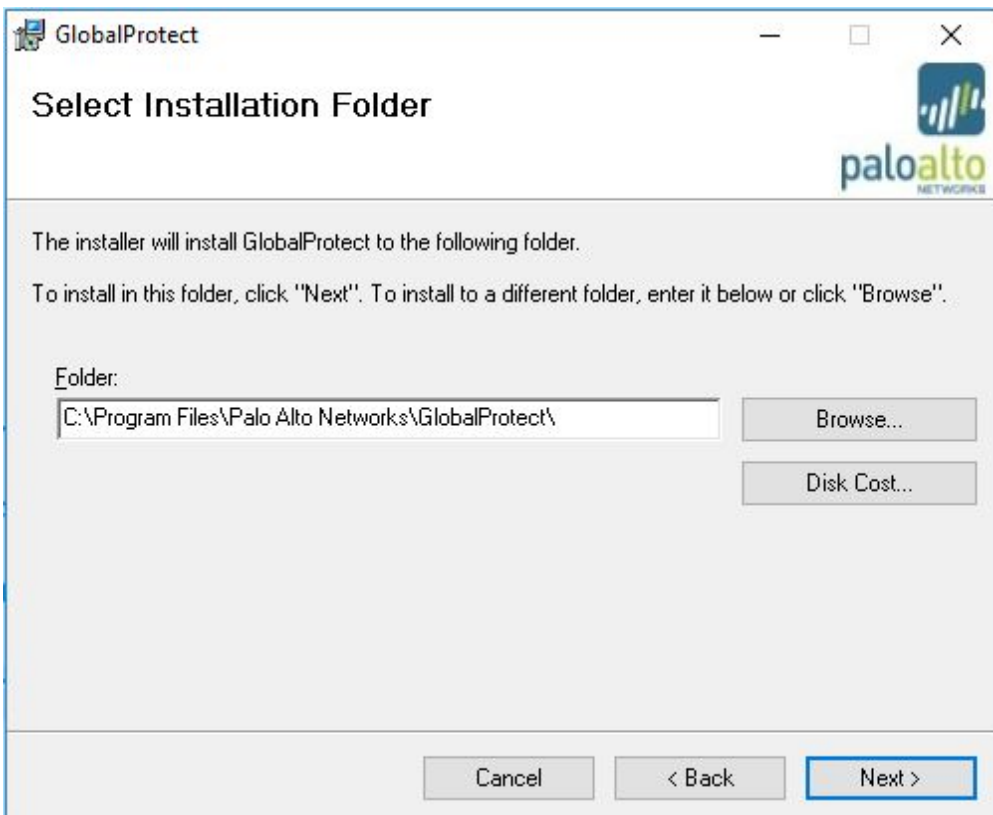 GlobalProtect
Select Installation Folder
paloalto
NETWORKS
The installer will install GlobalProtect to the following folder.
To install in this folder, click "Next". To install to a different folder, enter it below or click "Browse".
Folder:
C:\Program Files\Palo Alto Networks\GlobalProtect\
Browse...
Disk Cost...
Cancel
< Back
Next >